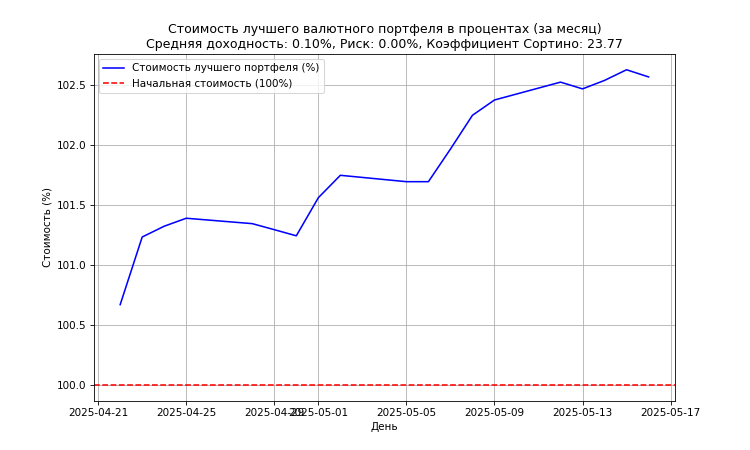 Стоимость лучшего валютного портфеля в процентах (за месяц)
Средняя доходность: 0.10%, Риск: 0.00%, Коэффициент Сортино: 23.77
Стоимость лучшего портфеля (%)
Начальная стоимость (100%)
Стоимость (%)
102.5
102.0
101.5
101.0
100.5
100.0
2025-04-21 2025-04-25 2025-04-29 2025-05-01 2025-05-05 2025-05-09 2025-05-13 2025-05-17
День